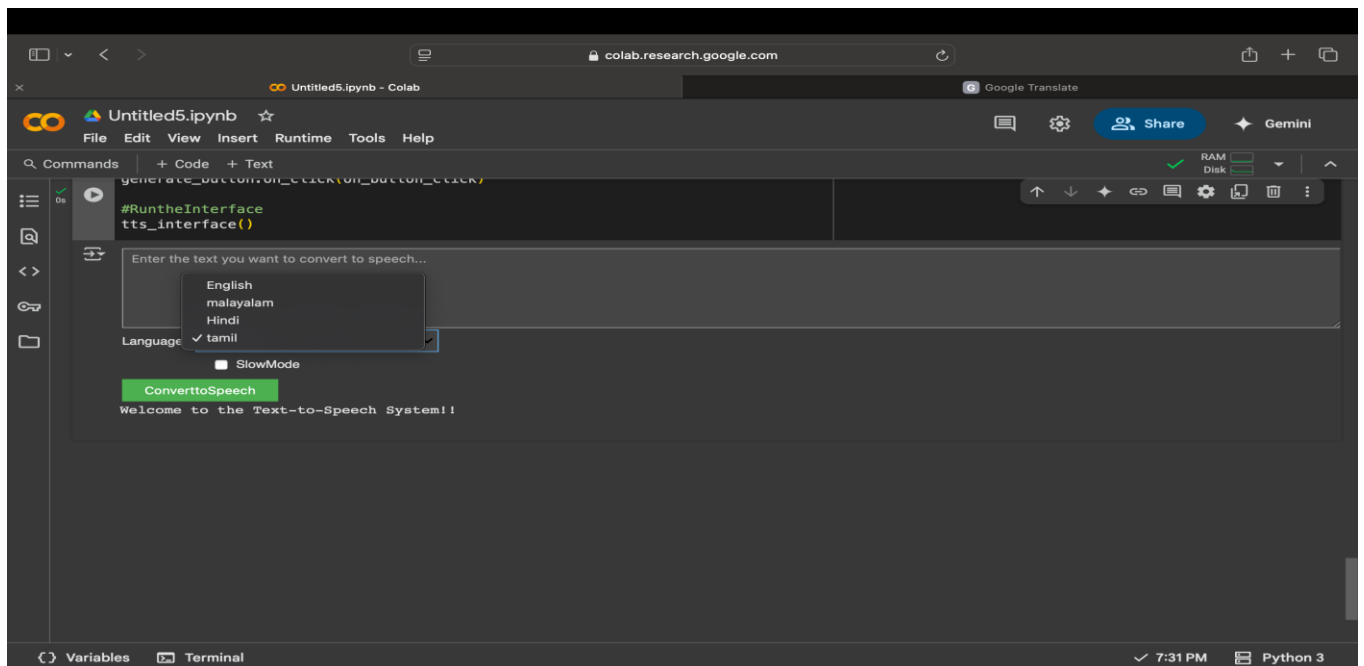 colab.research.google.com
Untitled5.ipynb - Colab
Google Translate
Untitled5.ipynb
Share
Gemini
File Edit View Insert Runtime Tools Help
Commands + Code + Text
RAM
Disk
generate_button.on_click(on_button_click)
0s
#RuntheInterface
tts_interface()
Enter the text you want to convert to speech...
English
malayalam
Hindi
tamil
Language
SlowMode
ConverttoSpeech
Welcome to the Text-to-Speech System!!
Variables Terminal
7:31 PM Python 3